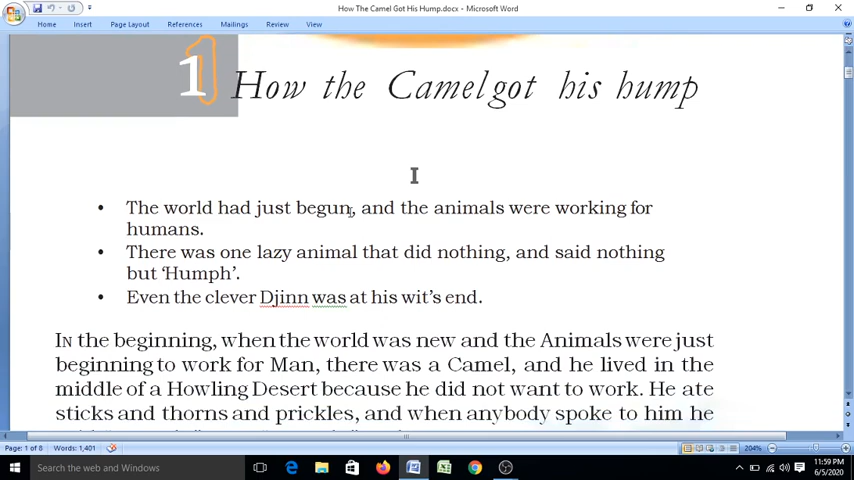 How The Camel Got His Hump.docx - Microsoft Word
Home Insert Page Layout References Mailings Review View
1 1 How the Camel got his hump
• The world had just begun, and the animals were working for
humans.
• There was one lazy animal that did nothing, and said nothing
but ‘Humph’.
• Even the clever Djinn was at his wit’s end.
IN the beginning, when the world was new and the Animals were just
beginning to work for Man, there was a Camel, and he lived in the
middle of a Howling Desert because he did not want to work. He ate
sticks and thorns and prickles, and when anybody spoke to him he
Page: 1 of 8 Words: 1,401 204%
Search the web and Windows
11:59 PM
6/5/2020